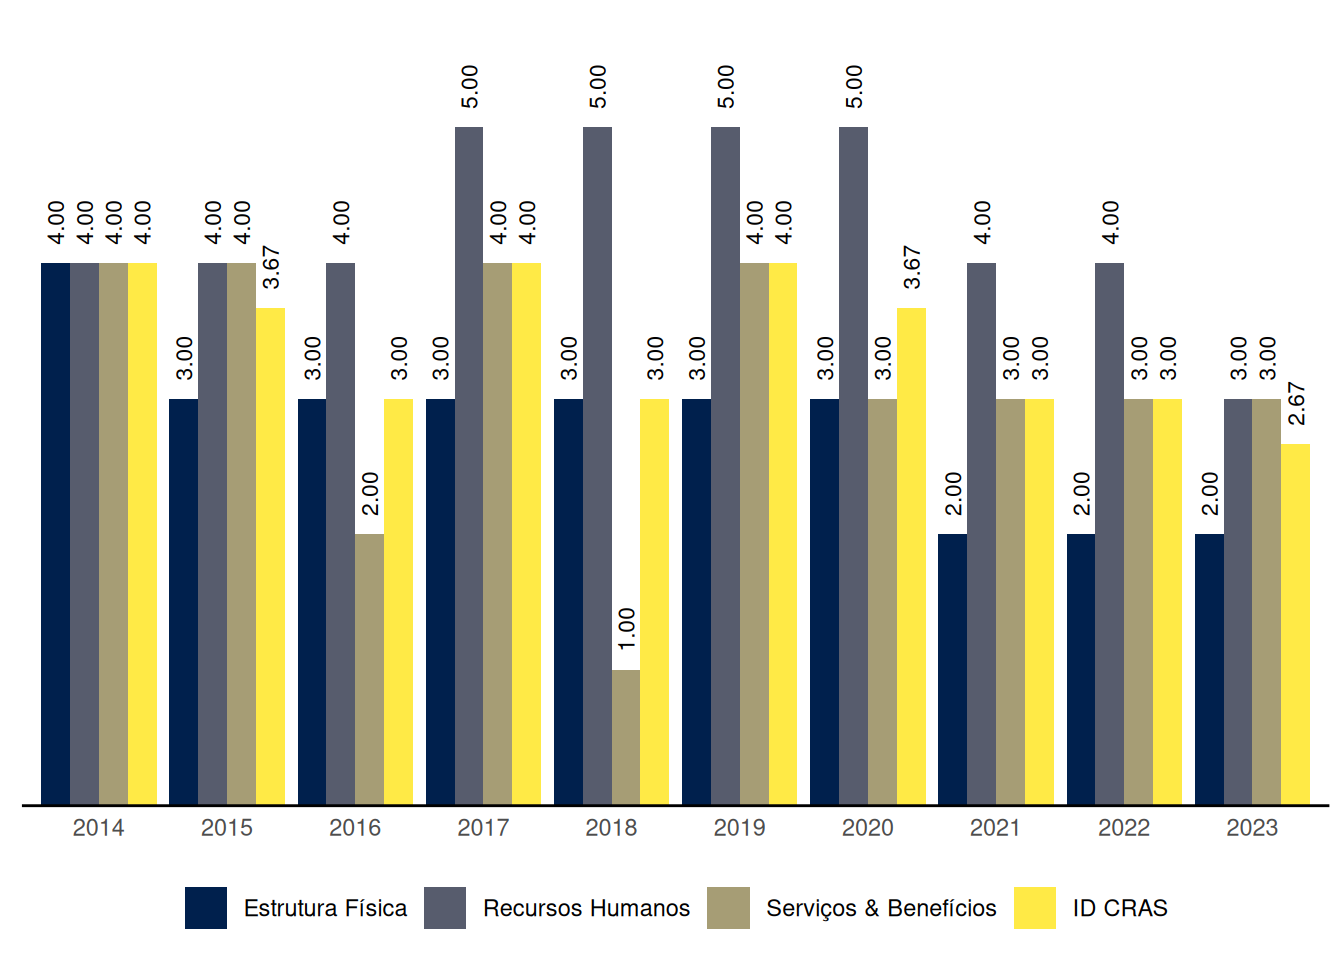 5.00 5.00 5.00 5.00
4.00 4.00 4.00 4.00 4.00 4.00 4.00 4.00 4.00 4.00 4.00 4.00 4.00
3.67 3.67
3.00 3.00 3.00 3.00 3.00 3.00 3.00 3.00 3.00 3.00 3.00 3.00 3.00 3.00 3.00
2.67
2.00 2.00 2.00 2.00
1.00
2014 2015 2016 2017 2018 2019 2020 2021 2022 2023
Estrutura Física Recursos Humanos Serviços & Benefícios ID CRAS